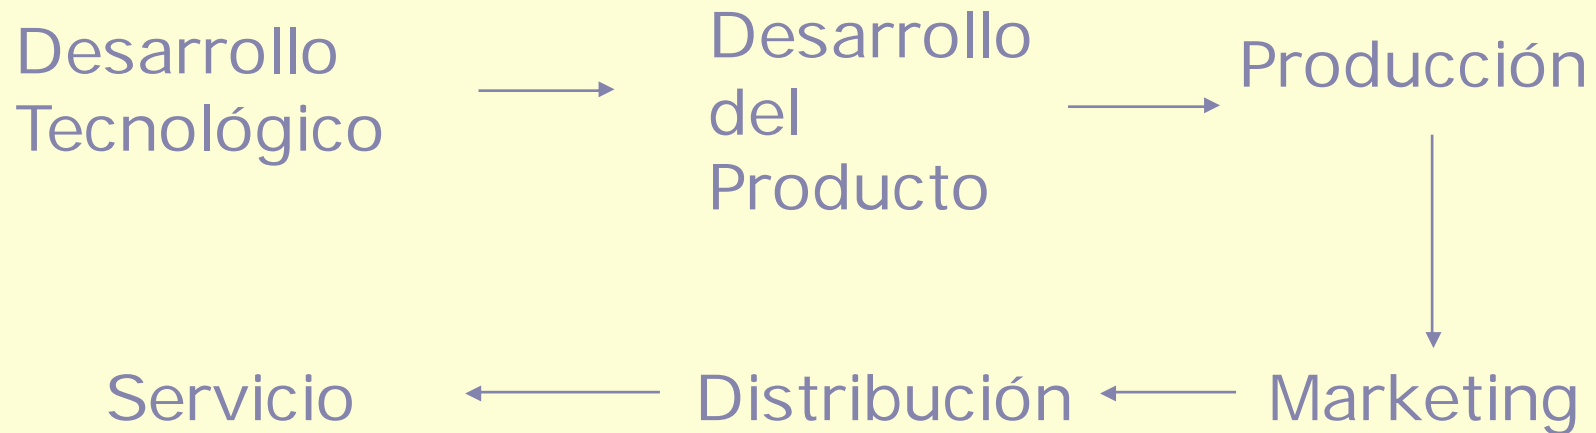 Desarrollo
Tecnológico
Desarrollo
del
Producto
Producción
Marketing
Distribución
Servicio